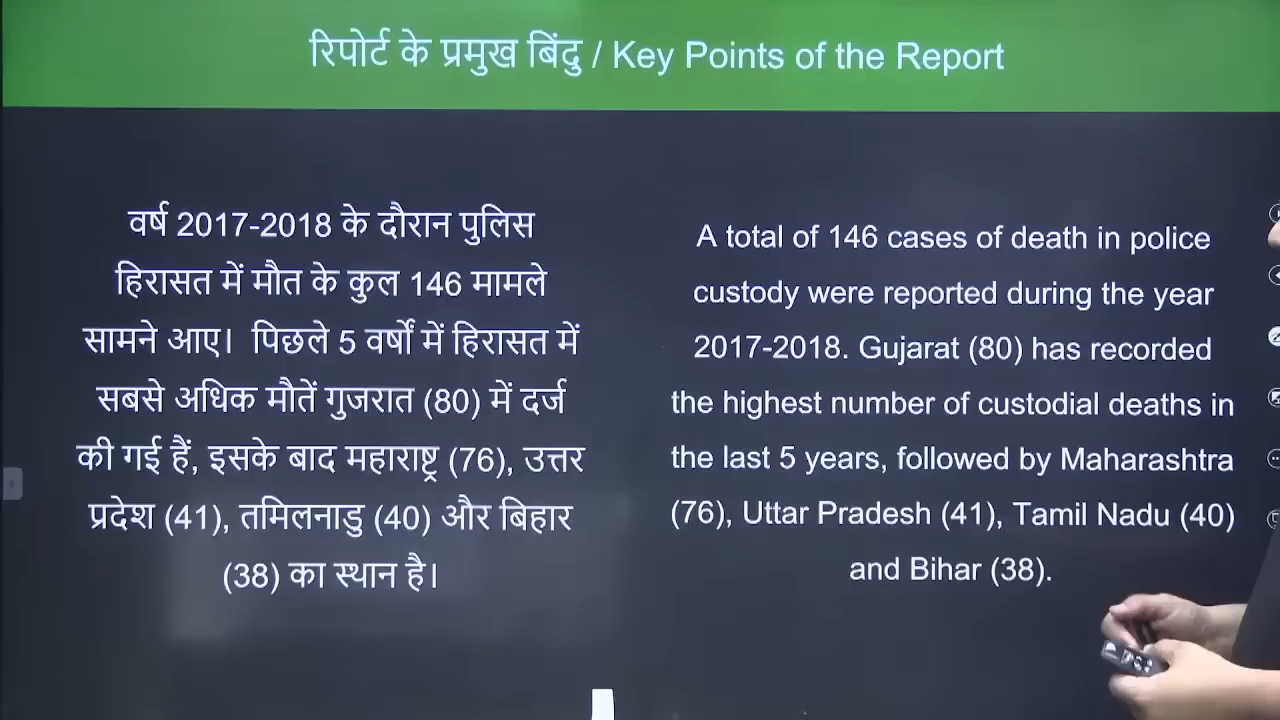 रिपोर्ट के प्रमुख बिंदु / Key Points of the Report
वर्ष 2017-2018 के दौरान पुलिस
हिरासत में मौत के कुल 146 मामले
सामने आए। पिछले 5 वर्षों में हिरासत में
सबसे अधिक मौतें गुजरात (80) में दर्ज
की गई हैं, इसके बाद महाराष्ट्र (76), उत्तर
प्रदेश (41), तमिलनाडु (40) और बिहार
(38) का स्थान है।
A total of 146 cases of death in police
custody were reported during the year
2017-2018. Gujarat (80) has recorded
the highest number of custodial deaths in
the last 5 years, followed by Maharashtra
(76), Uttar Pradesh (41), Tamil Nadu (40)
and Bihar (38).